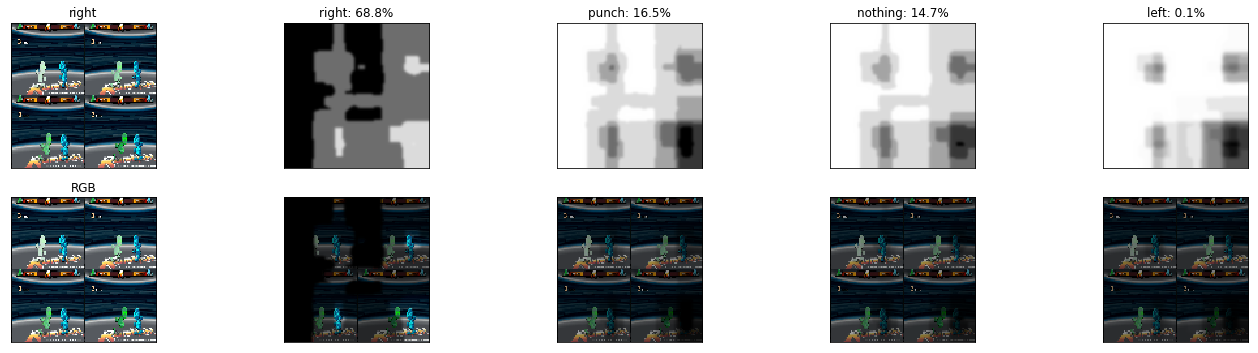 right
right: 68.8%
punch: 16.5%
nothing: 14.7%
left: 0.1%
RGB